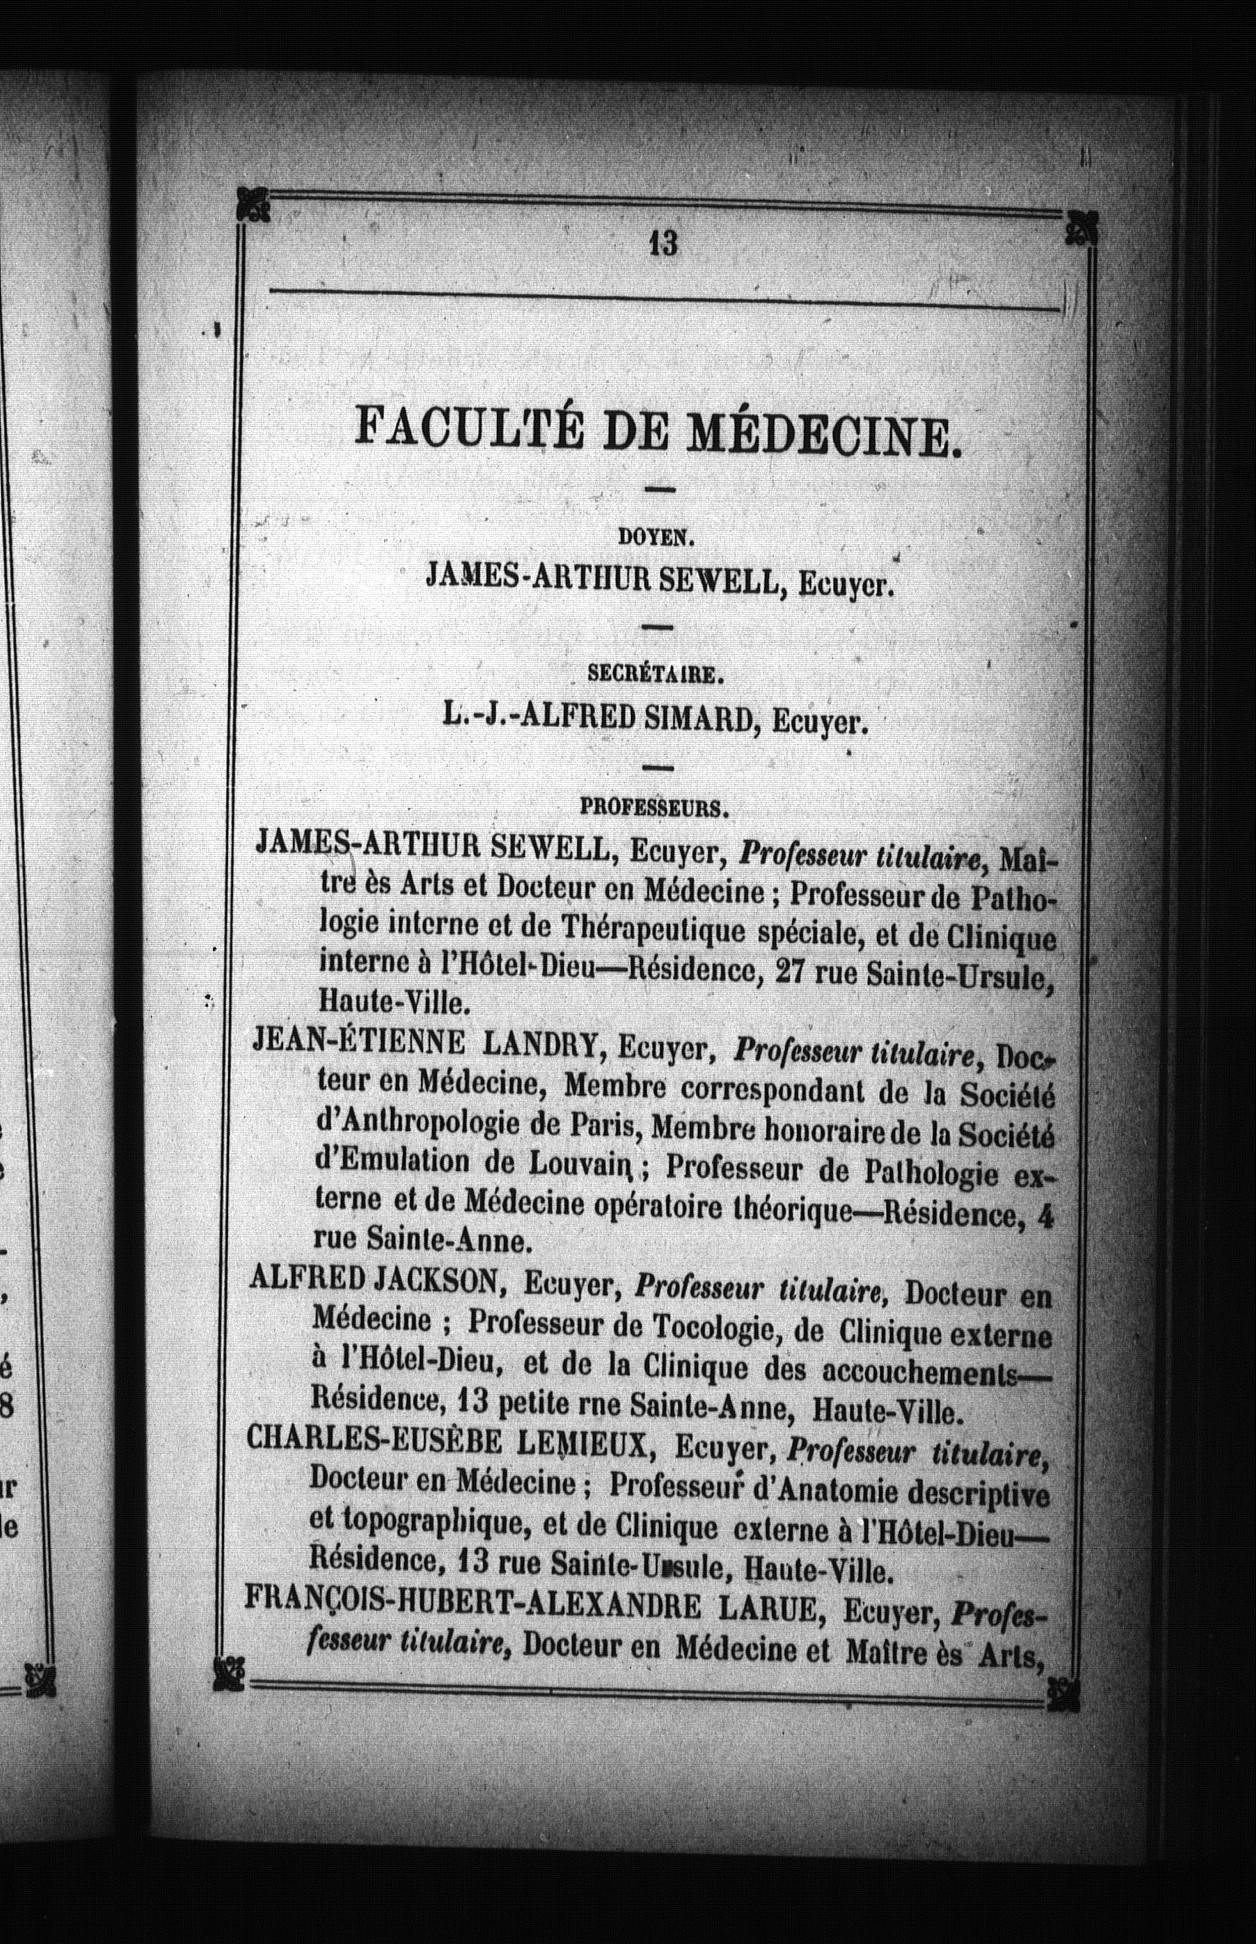 13
FACULTÉ DE MÉDECINE.
DOYEN.
JAMES-ARTHUR SEWELL, Ecuyer.
SECRÉTAIRE.
L.-J.-ALFRED SIMARD, Ecuyer.
PROFESSEURS.
JAMES-ARTHUR SEWELL, Ecuyer, Professeur titulaire, Maî-
tre ès Arts et Docteur en Médecine ; Professeur de Patho-
logie interne et de Thérapeutique spéciale, et de Clinique
interne à l'Hôtel-Dieu—Résidence, 27 rue Sainte-Ursule,
Haute-Ville.
JEAN-ÉTIENNE LANDRY, Ecuyer, Professeur titulaire, Doc-
teur en Médecine, Membre correspondant de la Société
d'Anthropologie de Paris, Membre honoraire de la Société
d'Emulation de Louvain ; Professeur de Pathologie ex-
terne et de Médecine opératoire théorique—Résidence, 4
rue Sainte-Anne.
ALFRED JACKSON, Ecuyer, Professeur titulaire, Docteur en
Médecine ; Professeur de Tocologie, de Clinique externe
à l'Hôtel-Dieu, et de la Clinique des accouchements—
Résidence, 13 petite rne Sainte-Anne, Haute-Ville.
CHARLES-EUSÈBE LEMIEUX, Ecuyer, Professeur titulaire,
Docteur en Médecine ; Professeur d'Anatomie descriptive
et topographique, et de Clinique externe à l'Hôtel-Dieu—
Résidence, 13 rue Sainte-Ursule, Haute-Ville.
FRANÇOIS-HUBERT-ALEXANDRE LARUE, Ecuyer, Profes-
fesseur titulaire, Docteur en Médecine et Maître ès Arts,